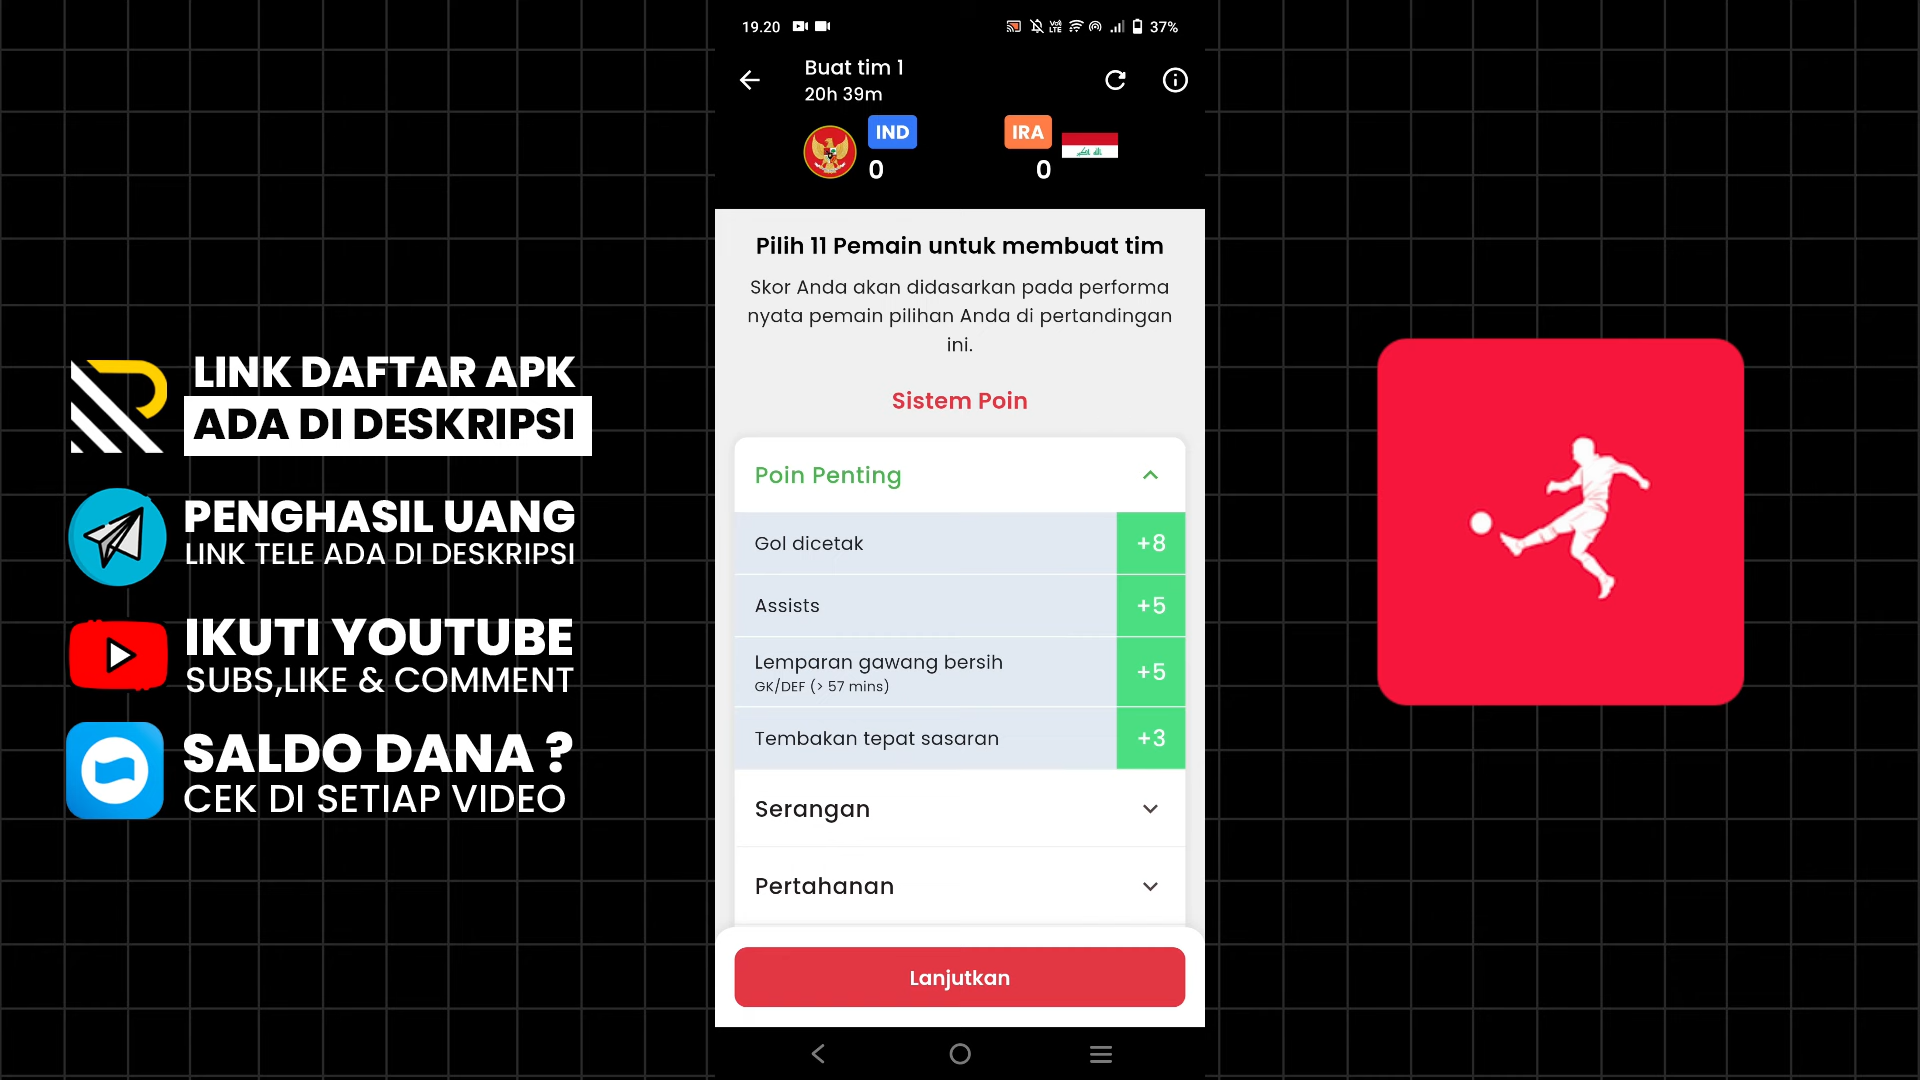 LINK DAFTAR APK
ADA DI DESKRIPSI
PENGHASIL UANG
LINK TELE ADA DI DESKRIPSI
IKUTI YOUTUBE
SUBS,LIKE & COMMENT
SALDO DANA ?
CEK DI SETIAP VIDEO
19.20
Vo) LTE
37%
Buat tim 1
20h 39m
IND
0
IRA
0
Pilih 11 Pemain untuk membuat tim
Skor Anda akan didasarkan pada performa
nyata pemain pilihan Anda di pertandingan
ini.
Sistem Poin
Poin Penting
Gol dicetak +8
Assists +5
Lemparan gawang bersih +5
GK/DEF (> 57 mins)
Tembakan tepat sasaran +3
Serangan
Pertahanan
Lanjutkan